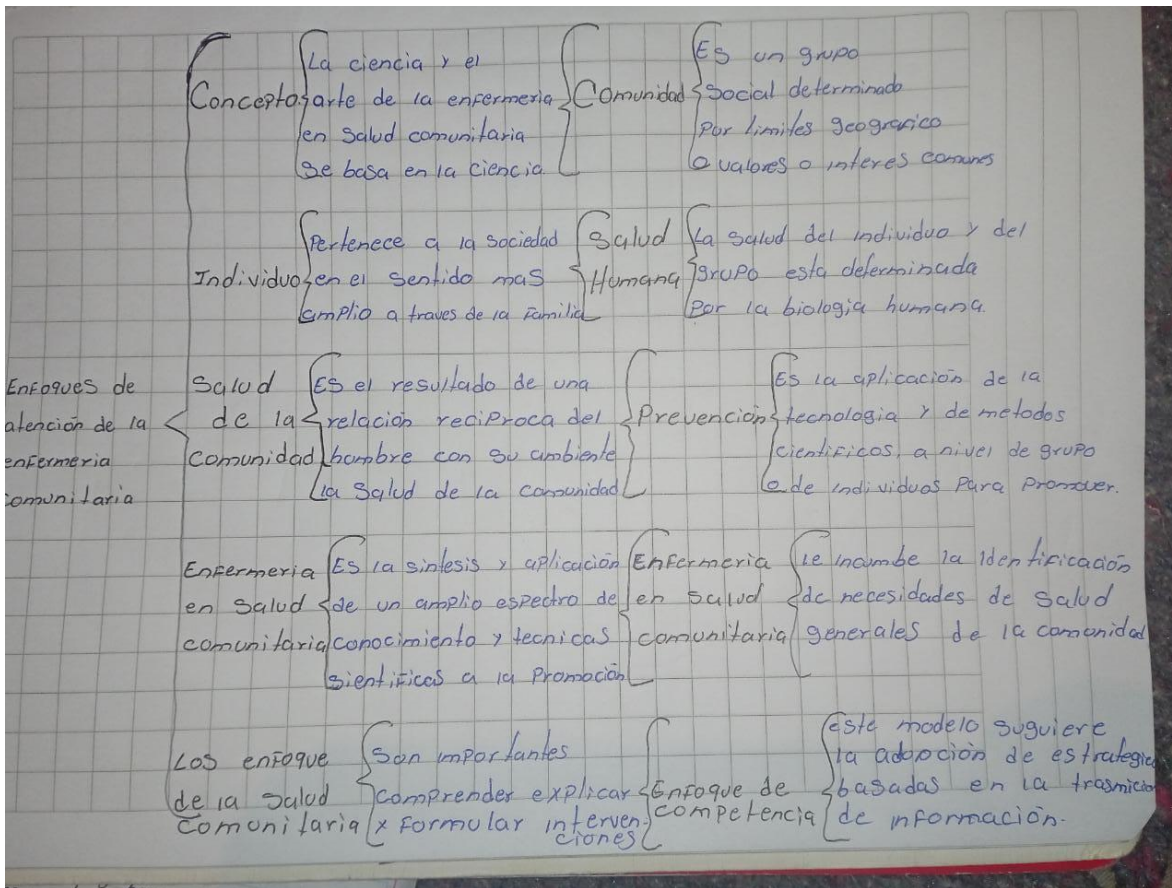 Enfoques de
atención de la
enfermeria
comunitaria
Concepto
La ciencia y el
arte de la enfermeria
en salud comunitaria
se basa en la ciencia
Comunidad
Es un grupo
Social determinado
Por limites geografico
o valores o interes comunes
Individuo
Pertenece a la sociedad
en el sentido mas
amplio a traves de la familia
Salud
Humana
La salud del individuo y del
grupo esta determinada
Por la biologia humana.
Salud
de la
comunidad
Es el resultado de una
relación reciproca del
hombre con su ambiente
la salud de la comunidad
Prevención
Es la aplicación de la
tecnologia y de metodos
cientificos, a nivel de grupo
o de individuos Para Promover.
Enfermeria
en salud
comunitaria
Es la sintesis y aplicación
de un amplio espectro de
conocimiento y tecnicas
sientificas a la Promoción
Enfermeria
en salud
comunitaria
le incumbe la identificación
de necesidades de salud
generales de la comunidad
Los enfoque
de la salud
comunitaria
Son importantes
comprender explicar
y Formular interven-
ciones
Enfoque de
competencia
Este modelo suguiere
la adopción de estrategia
basadas en la trasmicion
de información.